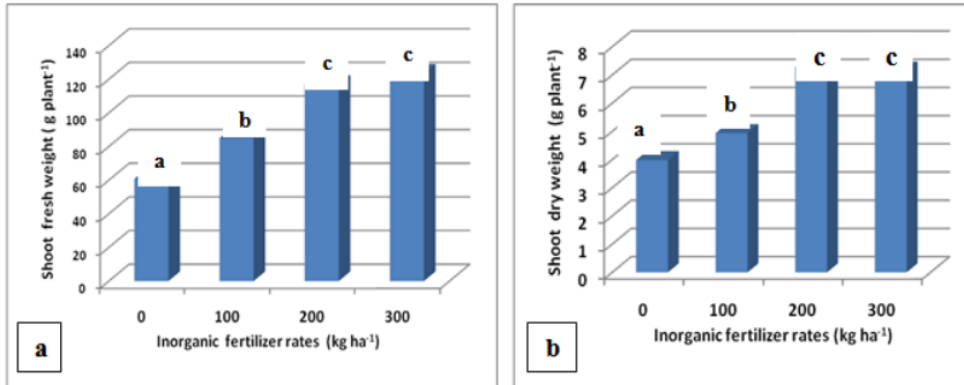 Shoot fresh weight ( g plant-1)
140
120
100
80
60
40
20
0
a
b
c
c
0 100 200 300
Inorganic fertilizer rates (kg ha-1)
a
Shoot dry weight (g plant-1)
8
7
6
5
4
3
2
1
0
a
b
c
c
0 100 200 300
Inorganic fertilizer rates (kg ha-1)
b